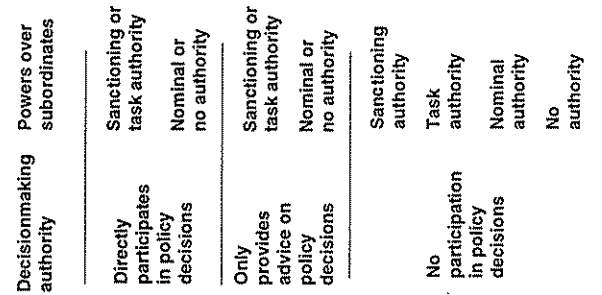 Decisionmaking
authority
Powers over
subordinates
Directly
participates
in policy
decisions
Sanctioning or
task authority
Nominal or
no authority
Only
provides
advice on
policy
decisions
Sanctioning or
task authority
Nominal or
no authority
No
participation
in policy
decisions
Sanctioning
authority
Task
authority
Nominal
authority
No
authority